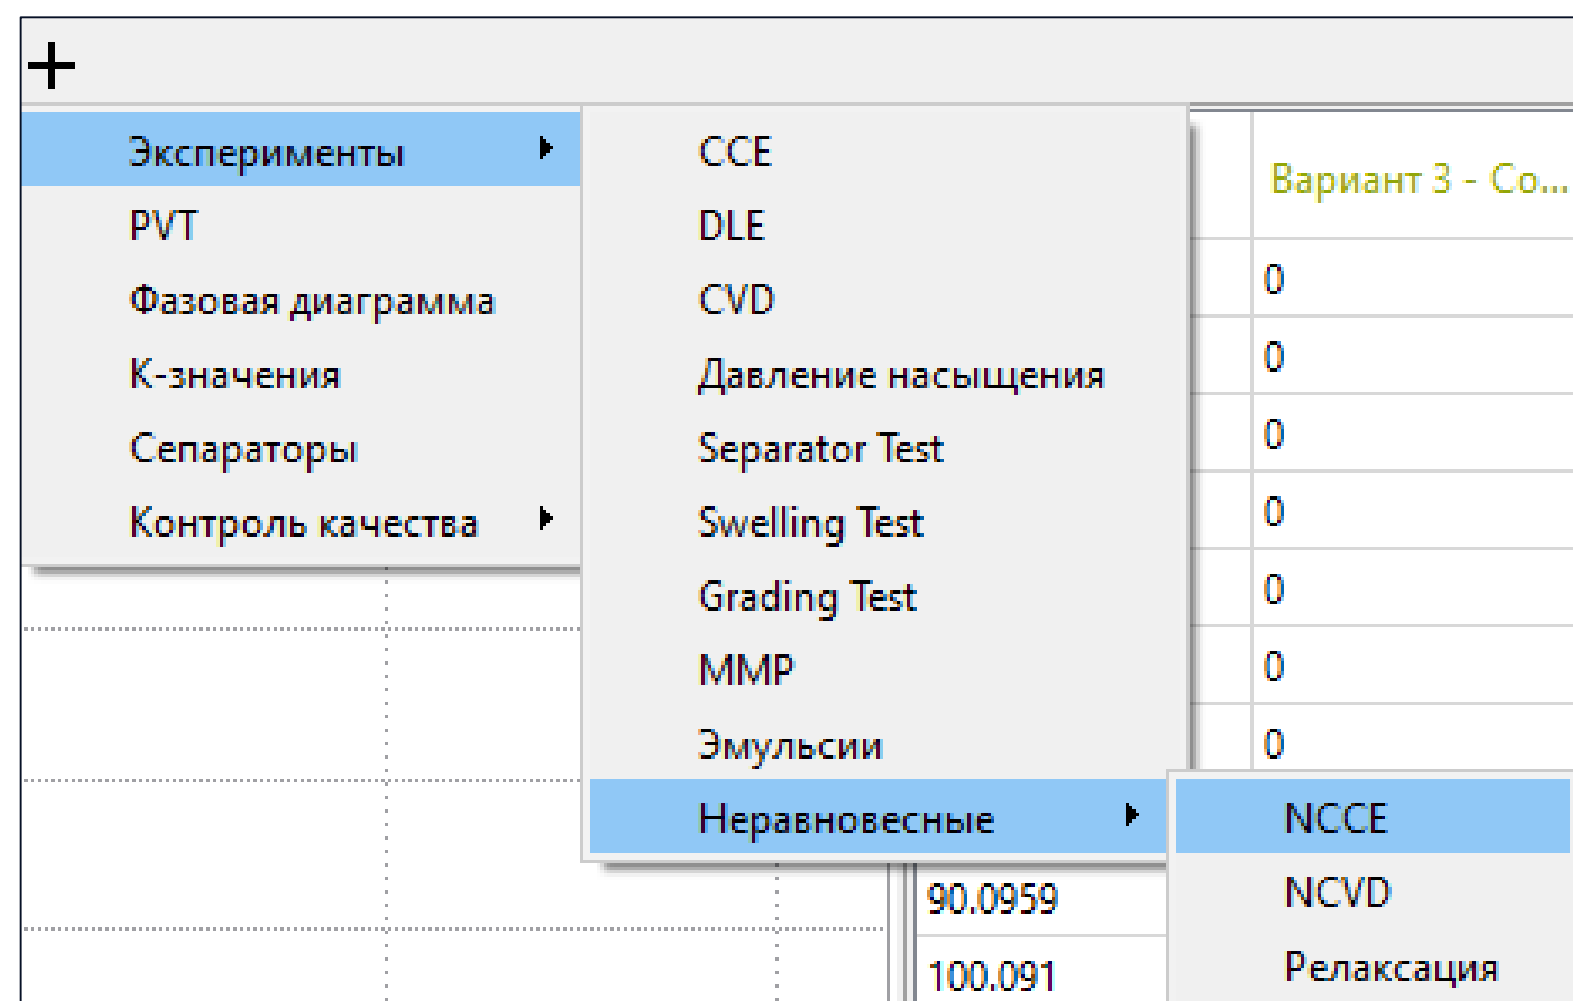 Эксперименты
PVT
Фазовая диаграмма
К-значения
Сепараторы
Контроль качества
CCE
DLE
CVD
Давление насыщения
Separator Test
Swelling Test
Grading Test
MMP
Эмульсии
Неравновесные
NCCE
NCVD
Релаксация
Вариант 3 - Co...
0
0
0
0
0
0
0
90.0959
100.091